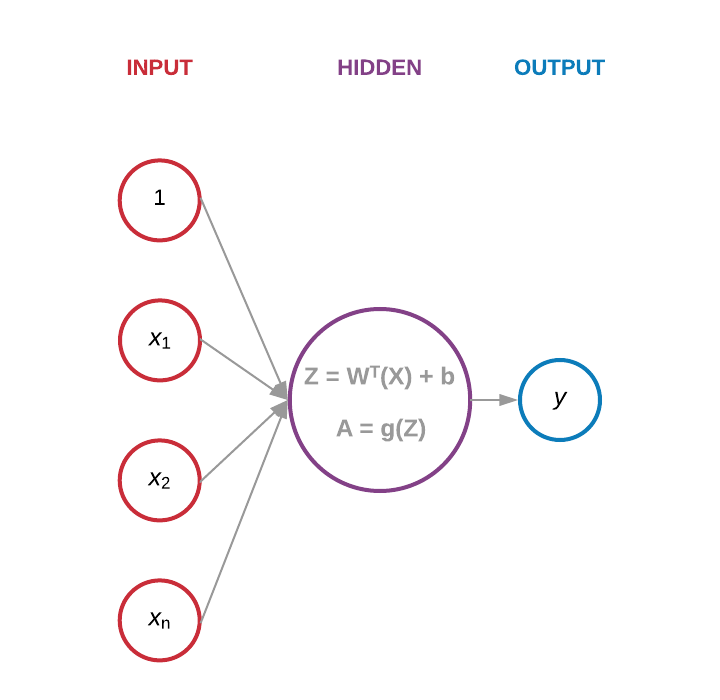 INPUT HIDDEN OUTPUT
1
x₁
Z = Wᵀ(X) + b
A = g(Z)
y
x₂
xₙ